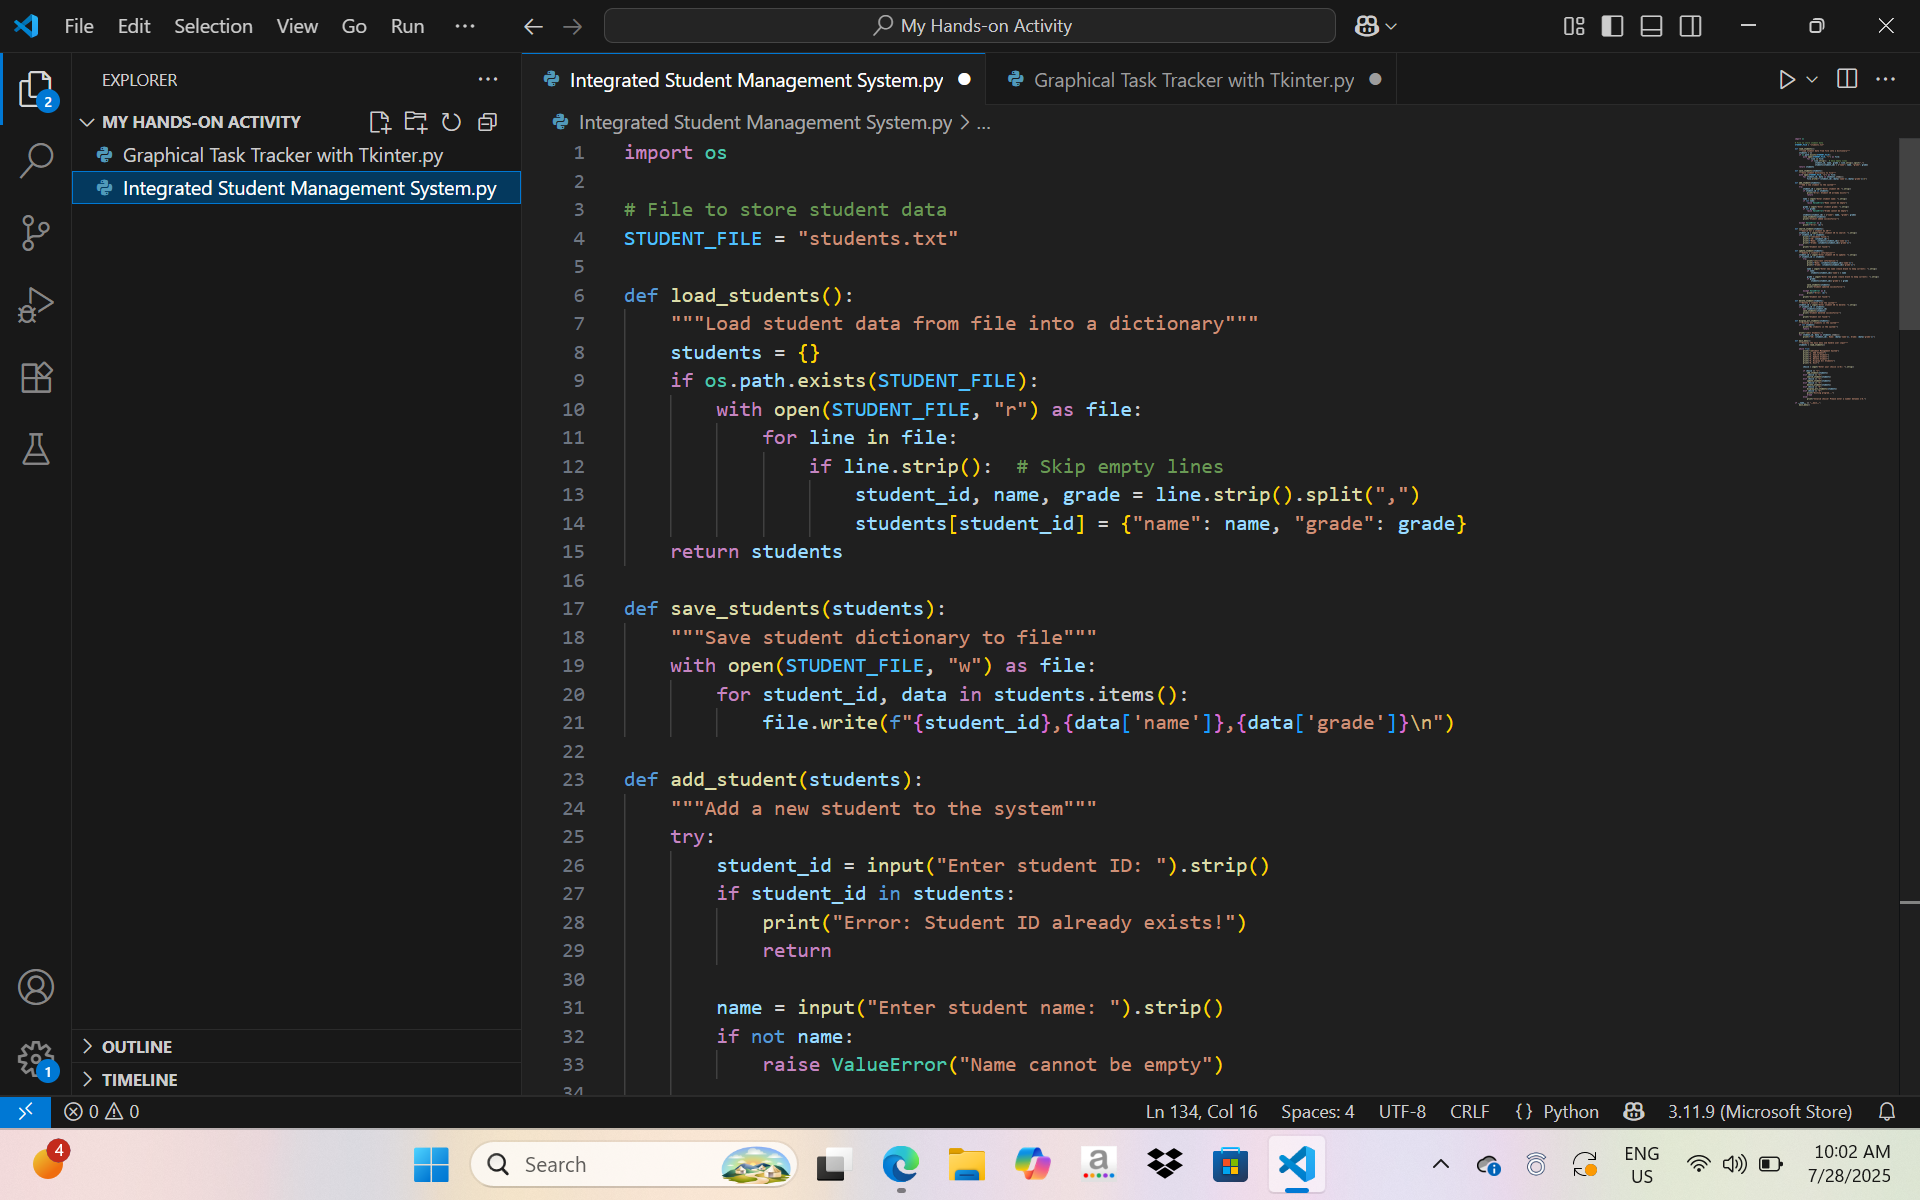 File Edit Selection View Go Run ···
My Hands-on Activity
EXPLORER
MY HANDS-ON ACTIVITY
Graphical Task Tracker with Tkinter.py
Integrated Student Management System.py
OUTLINE
TIMELINE
2
1
Integrated Student Management System.py
Graphical Task Tracker with Tkinter.py
Integrated Student Management System.py > ...
1 import os
2
3 # File to store student data
4 STUDENT_FILE = "students.txt"
5
6 def load_students():
7 """Load student data from file into a dictionary"""
8 students = {}
9 if os.path.exists(STUDENT_FILE):
10 with open(STUDENT_FILE, "r") as file:
11 for line in file:
12 if line.strip():  # Skip empty lines
13 student_id, name, grade = line.strip().split(",")
14 students[student_id] = {"name": name, "grade": grade}
15 return students
16
17 def save_students(students):
18 """Save student dictionary to file"""
19 with open(STUDENT_FILE, "w") as file:
20 for student_id, data in students.items():
21 file.write(f"{student_id},{data['name']},{data['grade']}\n")
22
23 def add_student(students):
24 """Add a new student to the system"""
25 try:
26 student_id = input("Enter student ID: ").strip()
27 if student_id in students:
28 print("Error: Student ID already exists!")
29 return
30
31 name = input("Enter student name: ").strip()
32 if not name:
33 raise ValueError("Name cannot be empty")
34
0 0
Ln 134, Col 16 Spaces: 4 UTF-8 CRLF {} Python 3.11.9 (Microsoft Store)
4
Search
a
ENG
US
10:02 AM
7/28/2025